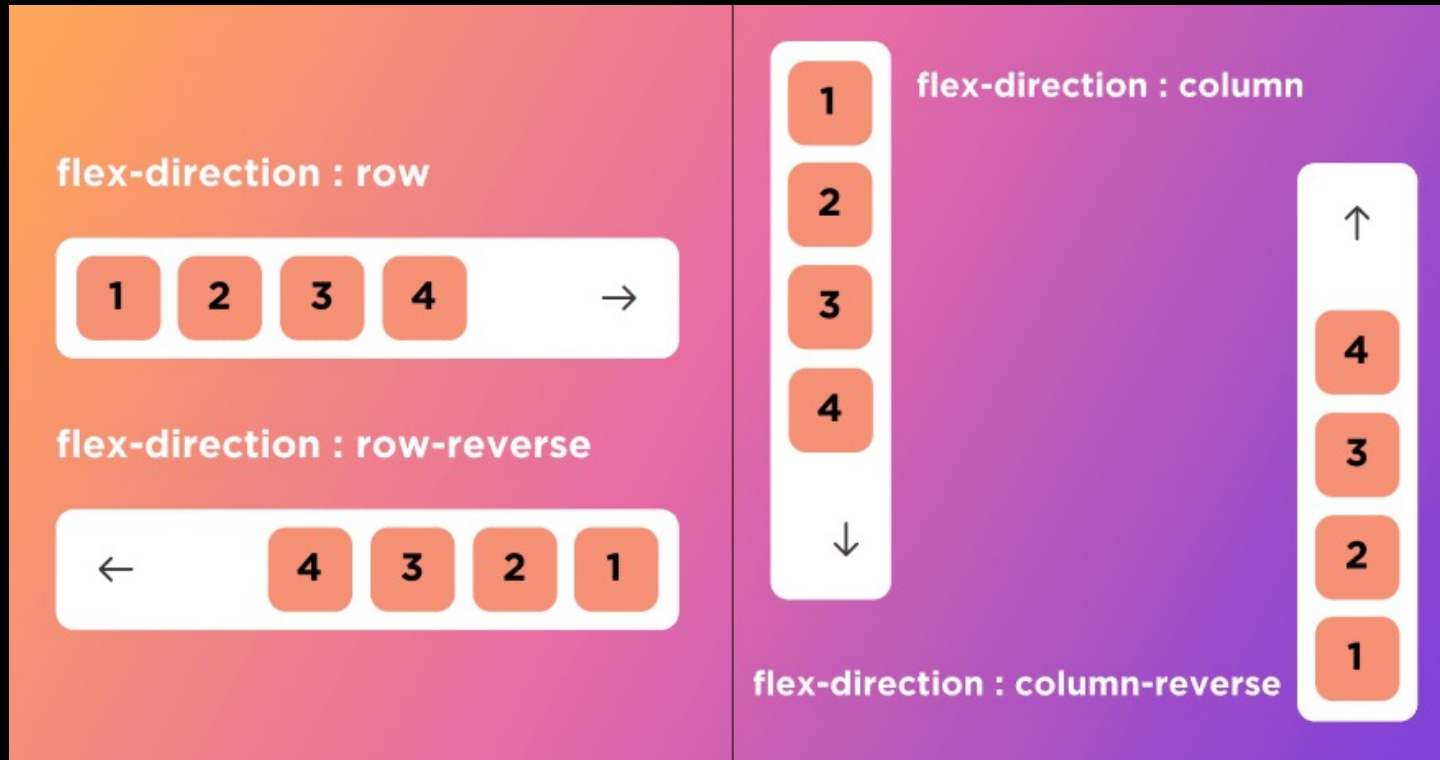 flex-direction : row
1 2 3 4 →
flex-direction : row-reverse
← 4 3 2 1
flex-direction : column
1
2
3
4
↓
flex-direction : column-reverse
↑
4
3
2
1